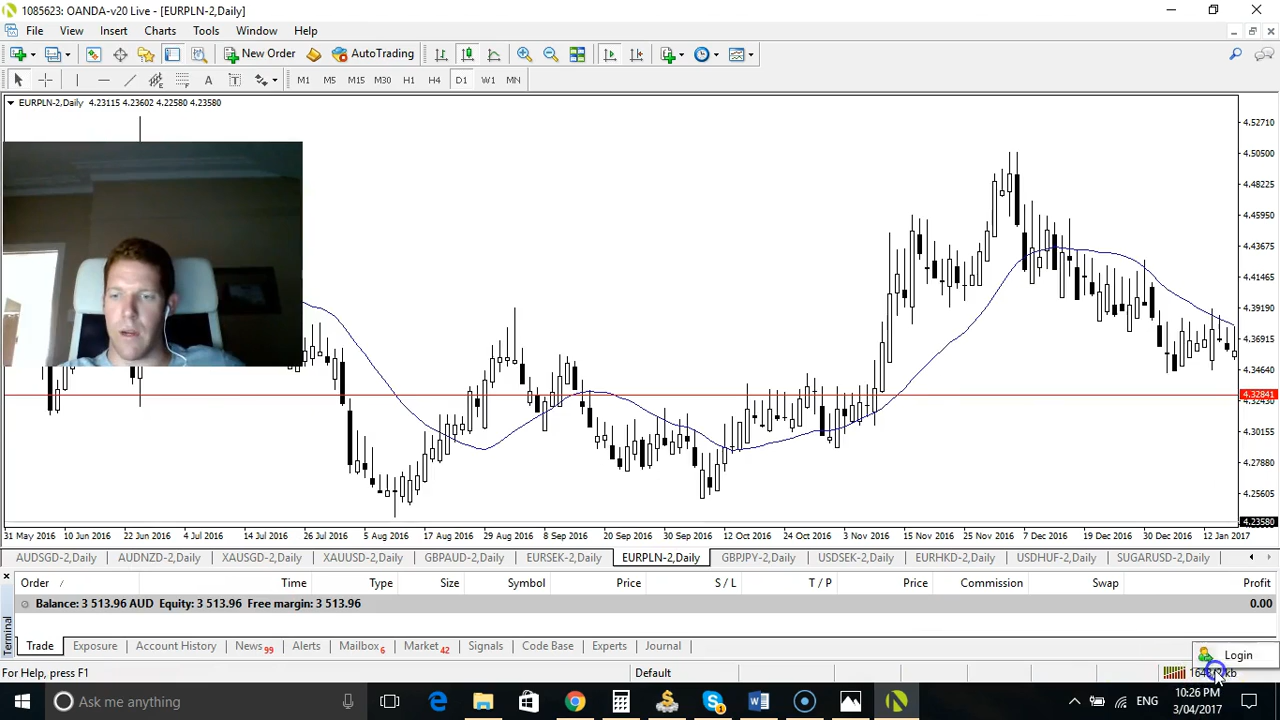 1085623: OANDA-v20 Live - [EURPLN-2,Daily]
File View Insert Charts Tools Window Help
New Order AutoTrading
A T M1 M5 M15 M30 H1 H4 D1 W1 MN
EURPLN-2,Daily 4.23115 4.23602 4.22580 4.23580
4.52710
4.50500
4.48225
4.45950
4.43675
4.41465
4.39190
4.36915
4.34640
4.32841
4.30155
4.27880
4.25605
4.23580
31 May 2016 10 Jun 2016 22 Jun 2016 4 Jul 2016 14 Jul 2016 26 Jul 2016 5 Aug 2016 17 Aug 2016 29 Aug 2016 8 Sep 2016 20 Sep 2016 30 Sep 2016 12 Oct 2016 24 Oct 2016 3 Nov 2016 15 Nov 2016 25 Nov 2016 7 Dec 2016 19 Dec 2016 30 Dec 2016 12 Jan 2017
AUDSGD-2,Daily AUDNZD-2,Daily XAUSGD-2,Daily XAUUSD-2,Daily GBPAUD-2,Daily EURSEK-2,Daily EURPLN-2,Daily GBPJPY-2,Daily USDSEK-2,Daily EURHKD-2,Daily USDHUF-2,Daily SUGARUSD-2,Daily
Order / Time Type Size Symbol Price S / L T / P Price Commission Swap Profit
Balance: 3 513.96 AUD Equity: 3 513.96 Free margin: 3 513.96 0.00
Terminal
Trade Exposure Account History News 99 Alerts Mailbox 6 Market 42 Signals Code Base Experts Journal
Login
For Help, press F1 Default kb
Ask me anything ENG 10:26 PM
3/04/2017